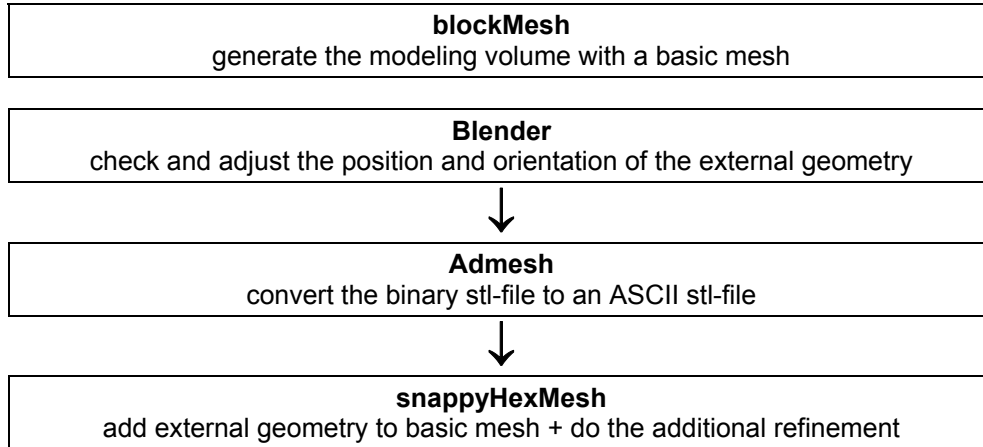 blockMesh
generate the modeling volume with a basic mesh
Blender
check and adjust the position and orientation of the external geometry
Admesh
convert the binary stl-file to an ASCII stl-file
snappyHexMesh
add external geometry to basic mesh + do the additional refinement